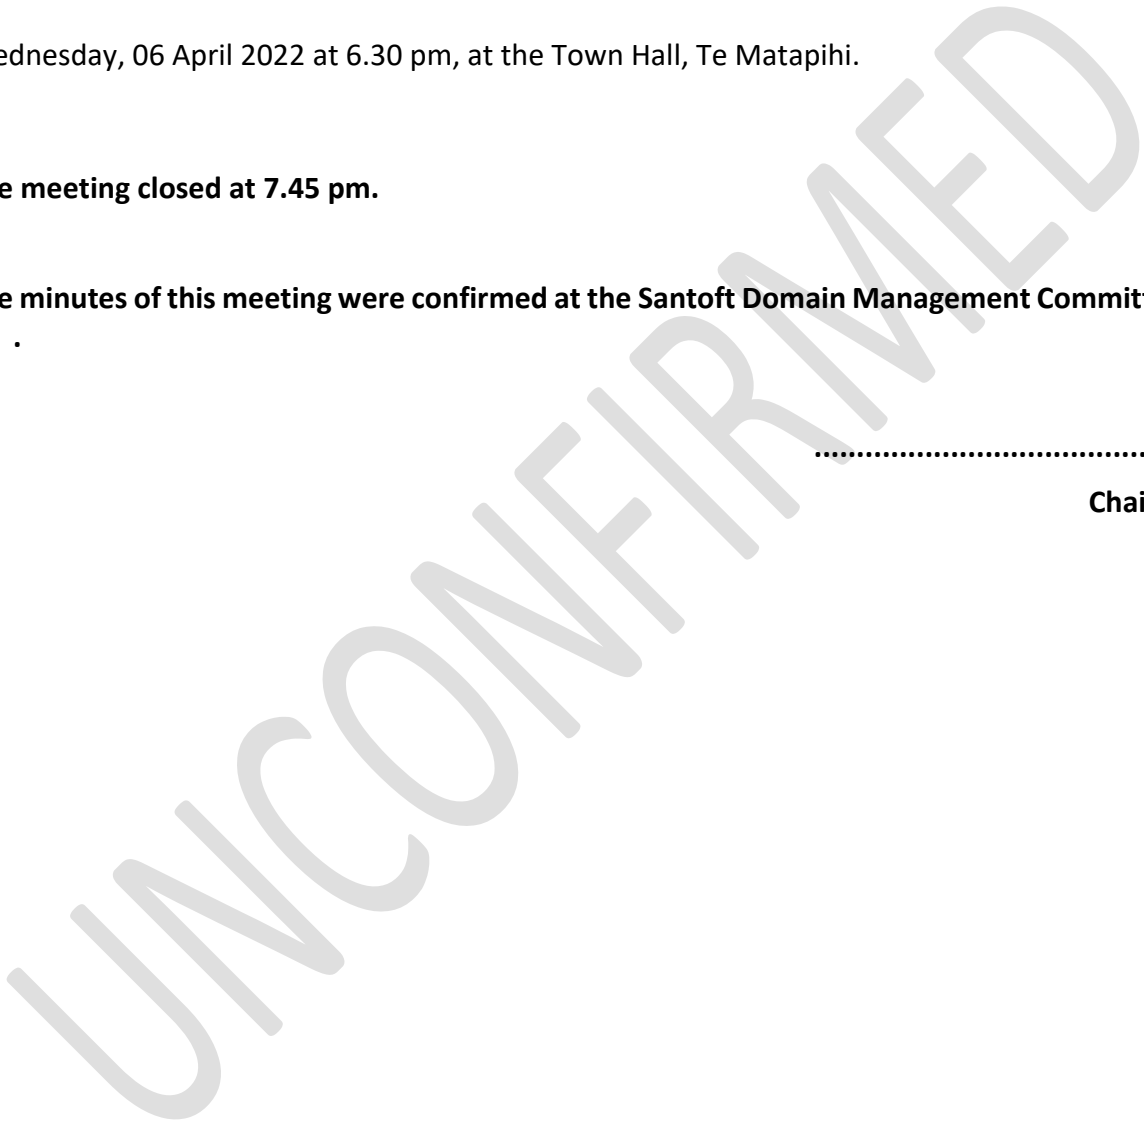 ednesday, 06 April 2022 at 6.30 pm, at the Town Hall, Te Matapihi.
e meeting closed at 7.45 pm.
e minutes of this meeting were confirmed at the Santoft Domain Management Committ
.
........................................
Chai
UNCONFIRMED